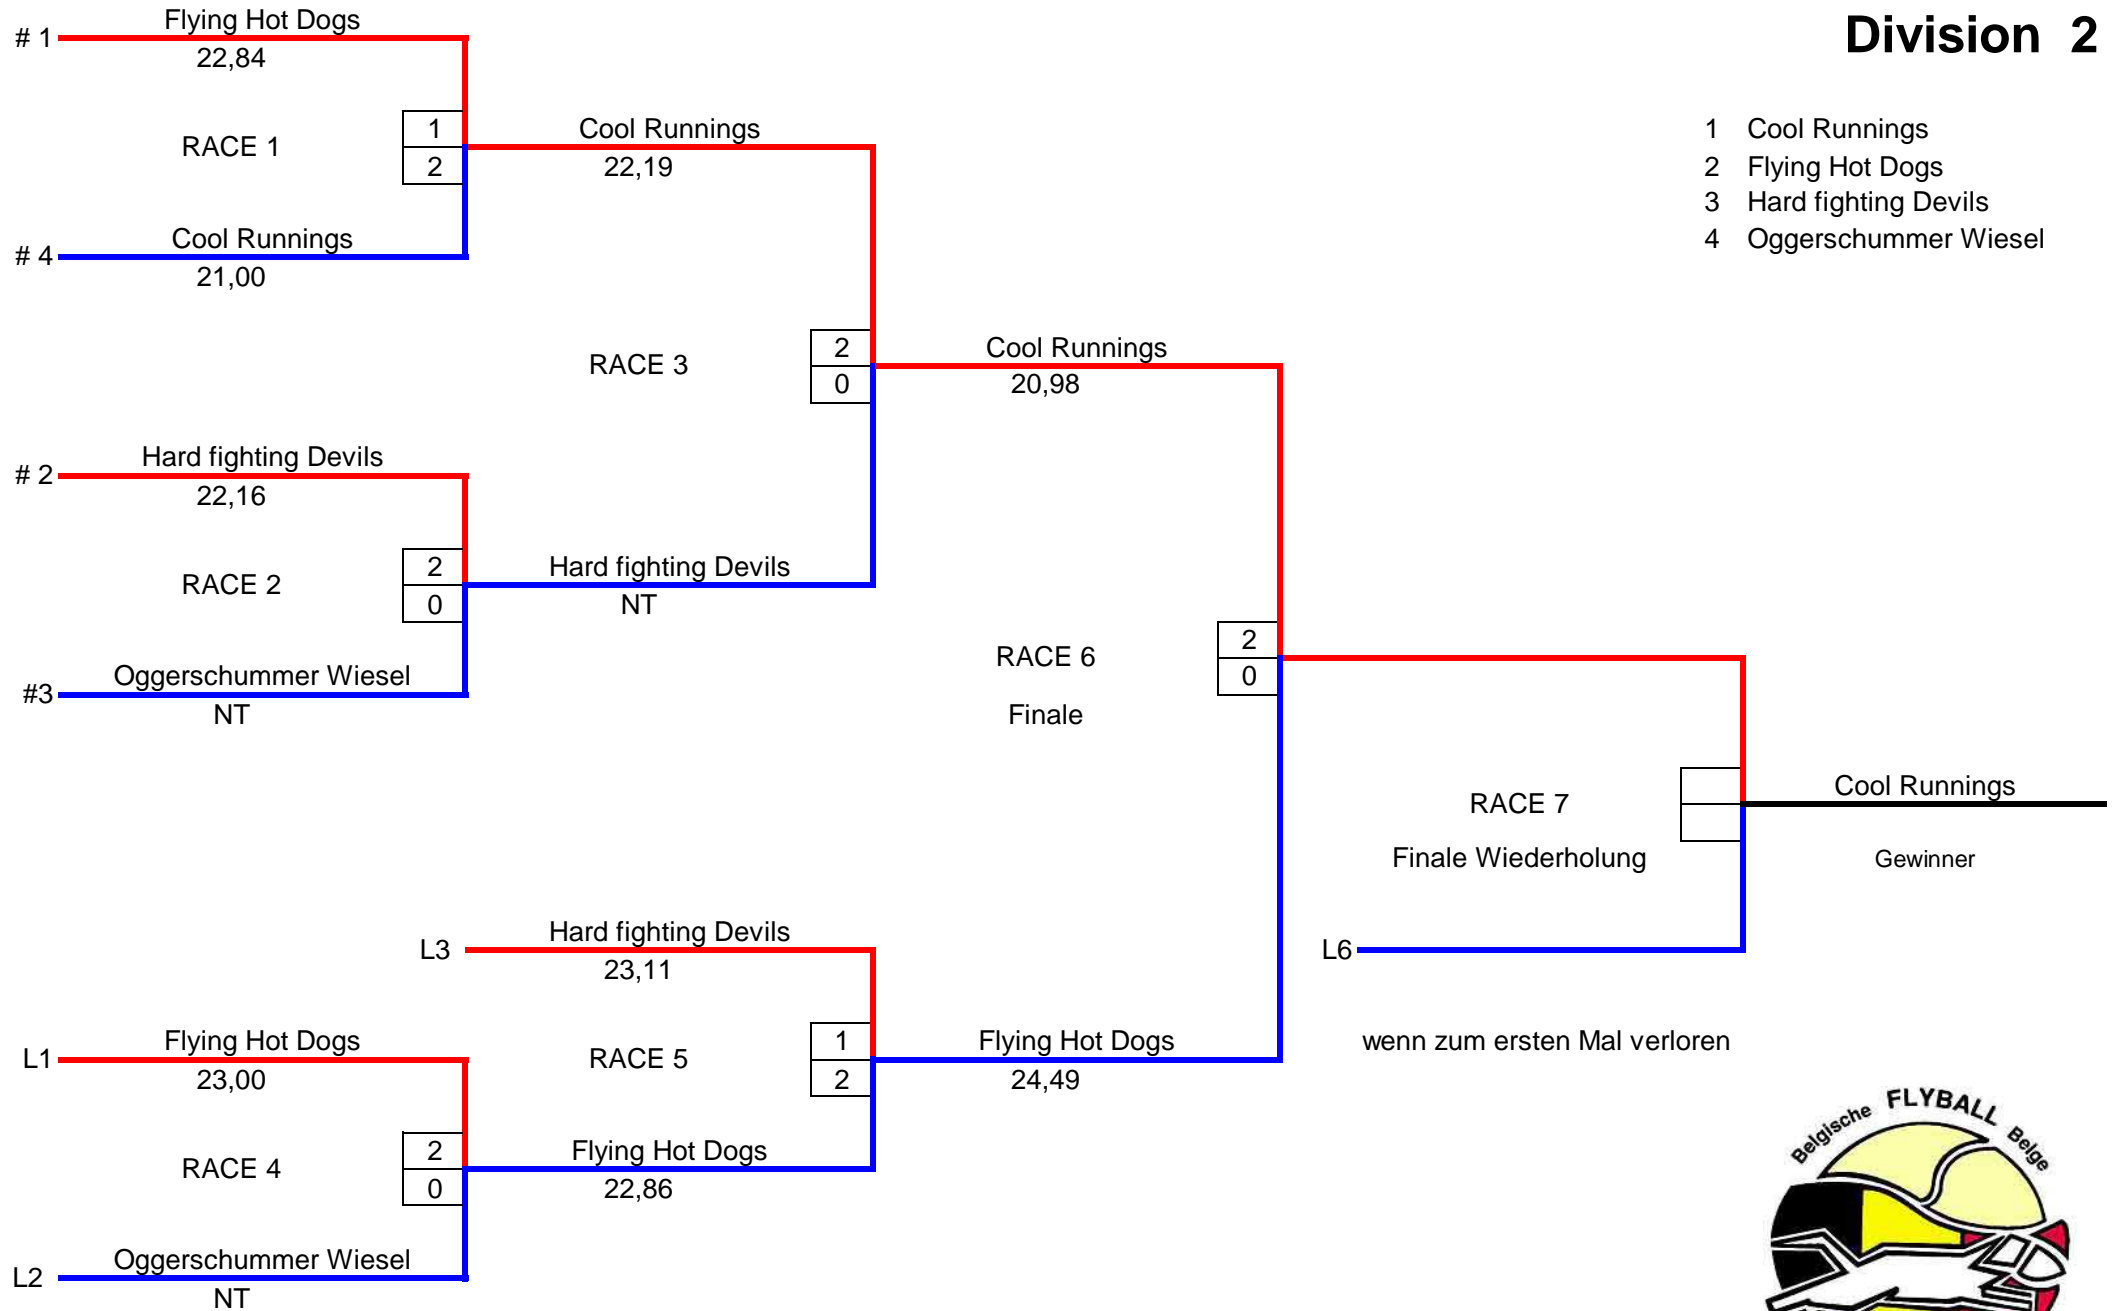 Division 2
# 1 Flying Hot Dogs
22,84
RACE 1
1
2
# 4 Cool Runnings
21,00
Cool Runnings
22,19
1 Cool Runnings
2 Flying Hot Dogs
3 Hard fighting Devils
4 Oggerschummer Wiesel
RACE 3
2
0
Cool Runnings
20,98
# 2 Hard fighting Devils
22,16
RACE 2
2
0
#3 Oggerschummer Wiesel
NT
Hard fighting Devils
NT
RACE 6
2
0
Finale
RACE 7
Finale Wiederholung
Cool Runnings
Gewinner
L6
wenn zum ersten Mal verloren
L3 Hard fighting Devils
23,11
RACE 5
1
2
Flying Hot Dogs
24,49
L1 Flying Hot Dogs
23,00
RACE 4
2
0
Flying Hot Dogs
22,86
L2 Oggerschummer Wiesel
NT
Belgische FLYBALL Belge